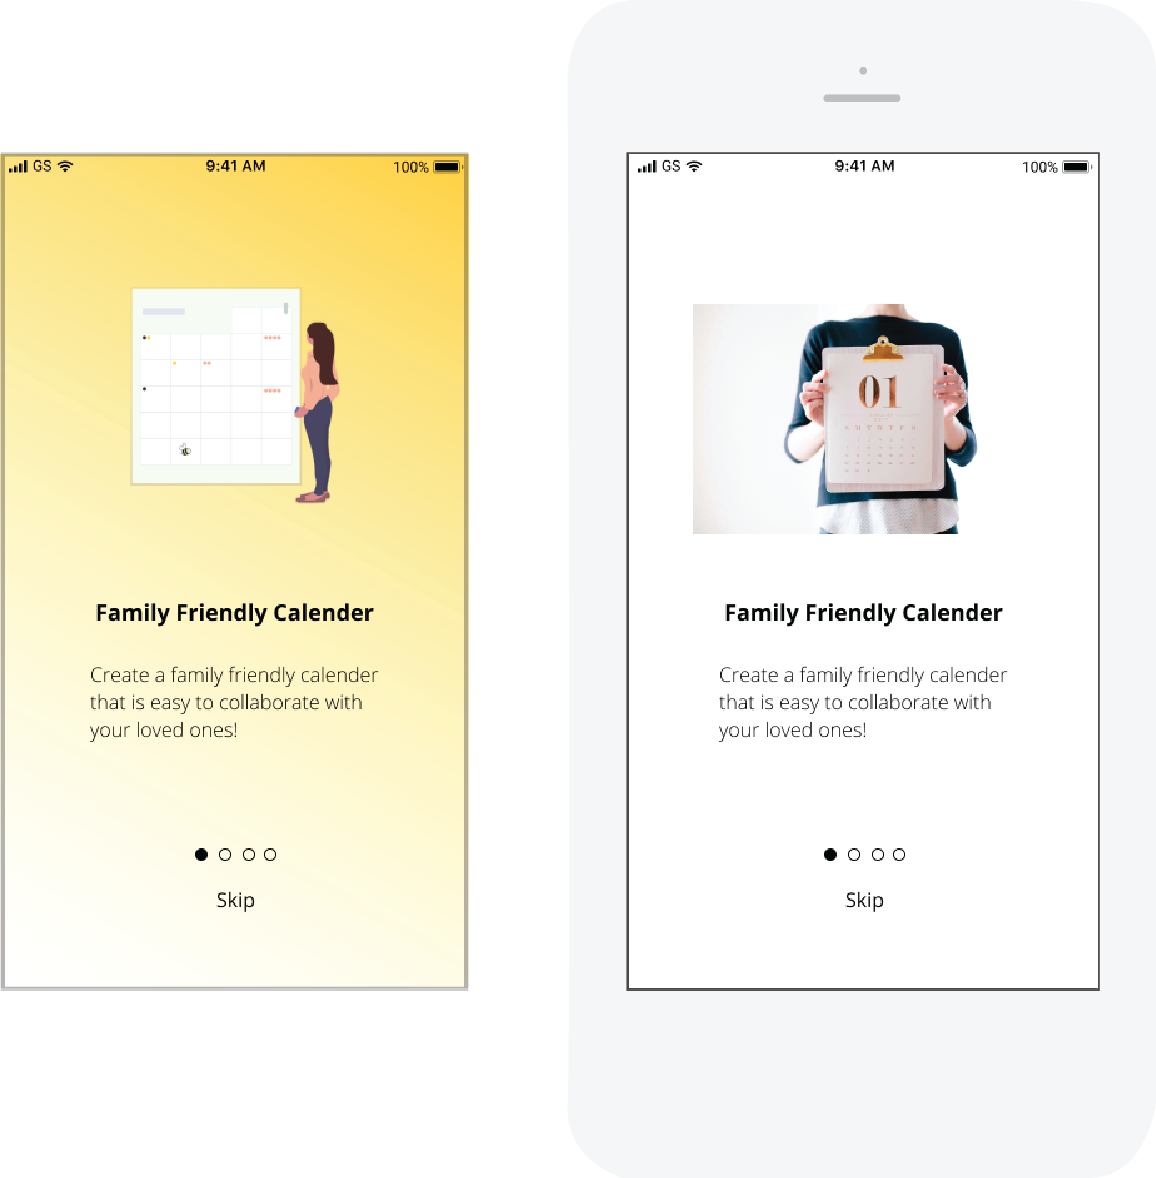 GS 9:41 AM 100%
Family Friendly Calender
Create a family friendly calender
that is easy to collaborate with
your loved ones!
Skip
GS 9:41 AM 100%
01
Family Friendly Calender
Create a family friendly calender
that is easy to collaborate with
your loved ones!
Skip